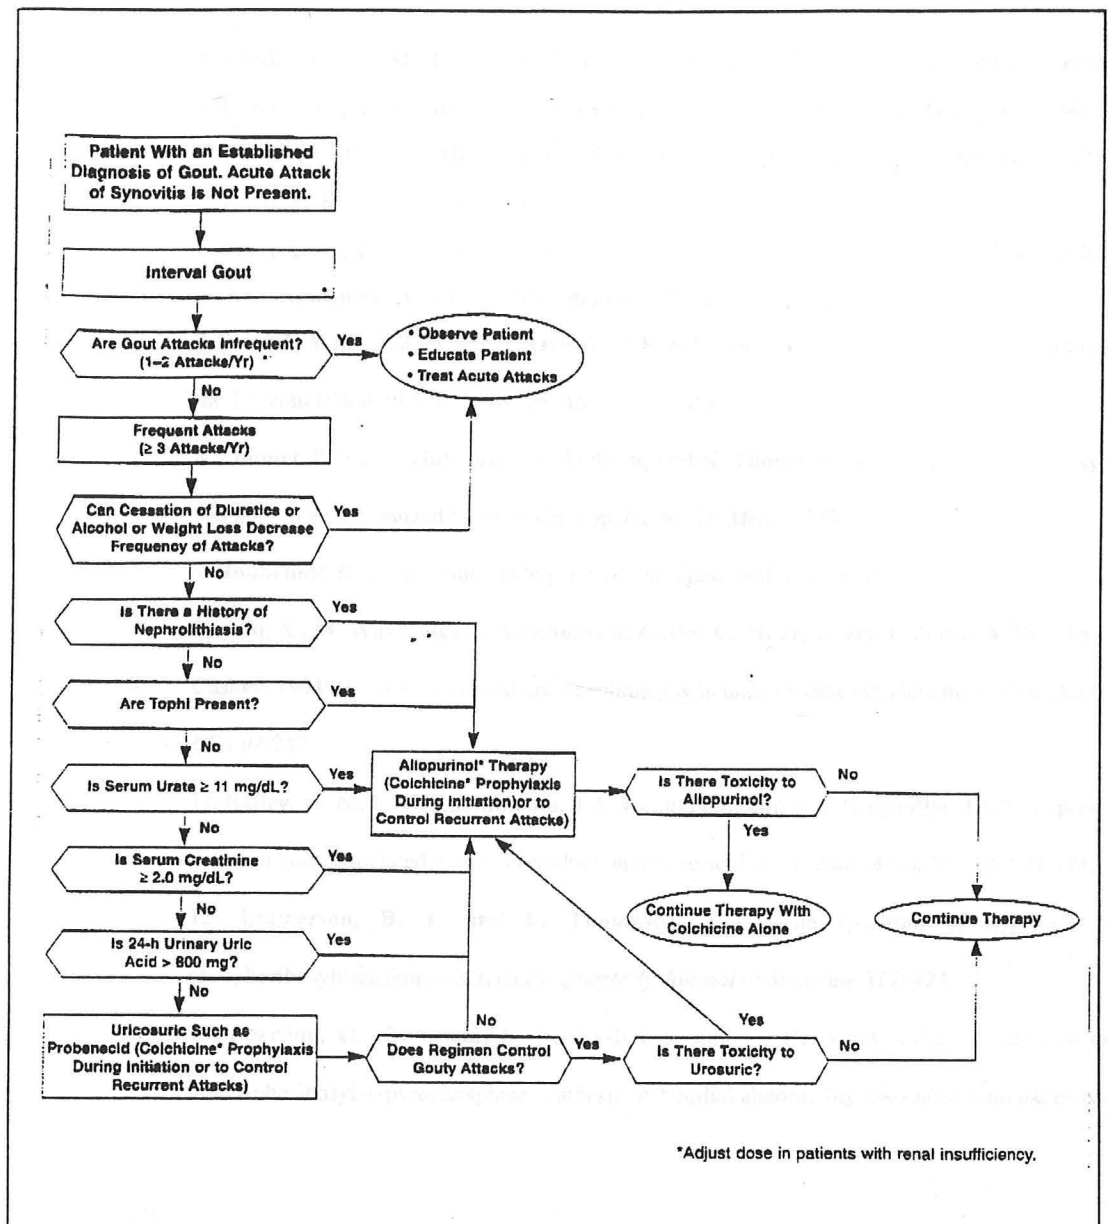 Patient With an Established
Diagnosis of Gout. Acute Attack
of Synovitis Is Not Present.
Interval Gout
Are Gout Attacks Infrequent?
(1–2 Attacks/Yr)
Yes
• Observe Patient
• Educate Patient
• Treat Acute Attacks
No
Frequent Attacks
(≥ 3 Attacks/Yr)
Can Cessation of Diuretics or
Alcohol or Weight Loss Decrease
Frequency of Attacks?
Yes
No
Is There a History of
Nephrolithiasis?
Yes
No
Are Tophi Present?
Yes
No
Is Serum Urate ≥ 11 mg/dL?
Yes
Allopurinol* Therapy
(Colchicine* Prophylaxis
During Initiation)or to
Control Recurrent Attacks)
Is There Toxicity to
Allopurinol?
No
Yes
No
Is Serum Creatinine
≥ 2.0 mg/dL?
Yes
Continue Therapy With
Colchicine Alone
Continue Therapy
No
Is 24-h Urinary Uric
Acid > 800 mg?
Yes
No
Uricosuric Such as
Probenecid (Colchicine* Prophylaxis
During Initiation or to Control
Recurrent Attacks)
No
Does Regimen Control
Gouty Attacks?
Yes
Yes
Is There Toxicity to
Urosuric?
No
*Adjust dose in patients with renal insufficiency.